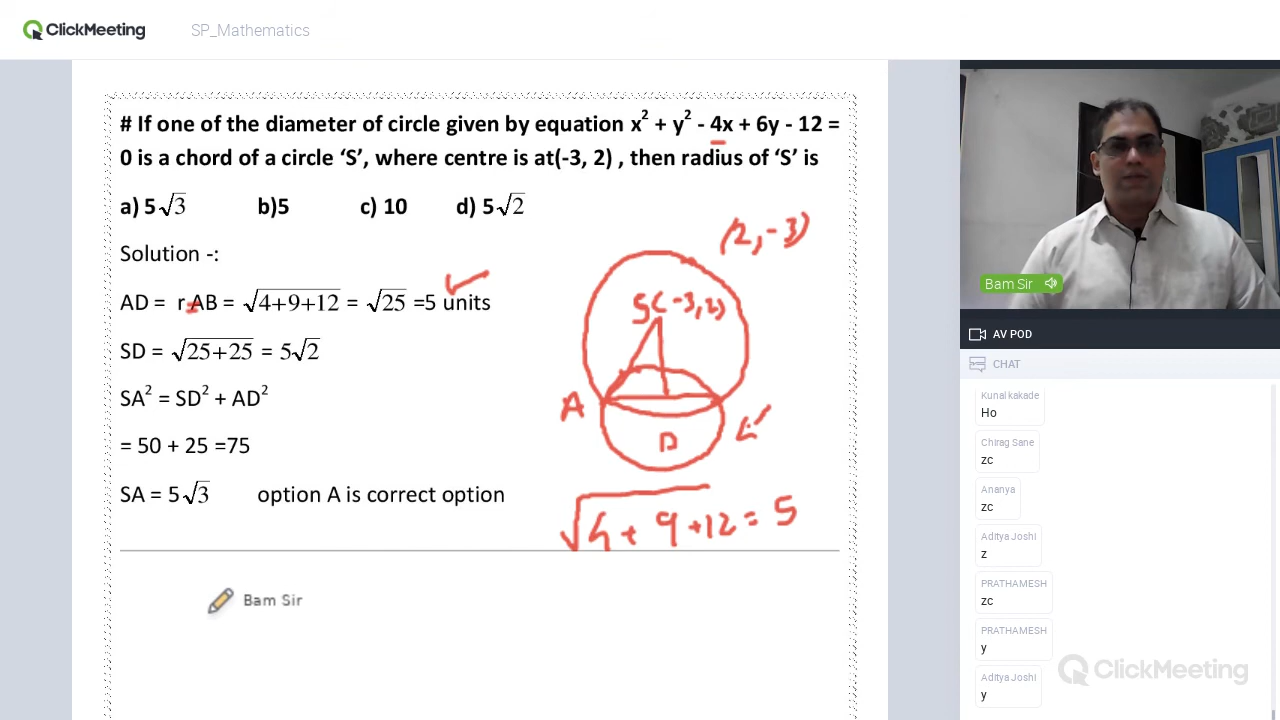 ClickMeeting SP_Mathematics
# If one of the diameter of circle given by equation x² + y² - 4x + 6y - 12 =
0 is a chord of a circle ‘S’, where centre is at(-3, 2) , then radius of ‘S’ is
a) 5√3 b)5 c) 10 d) 5√2
Solution -:
AD = r AB = √4+9+12 = √25 =5 units
SD = √25+25 = 5√2
SA² = SD² + AD²
= 50 + 25 =75
SA = 5√3 option A is correct option
(2,-3)
S(-3,2)
A
D
√4+9+12=5
Bam Sir
Bam Sir
AV POD
CHAT
Kunal kakade
Ho
Chirag Sane
zc
Ananya
zc
Aditya Joshi
z
PRATHAMESH
zc
PRATHAMESH
y
Aditya Joshi
y
ClickMeeting